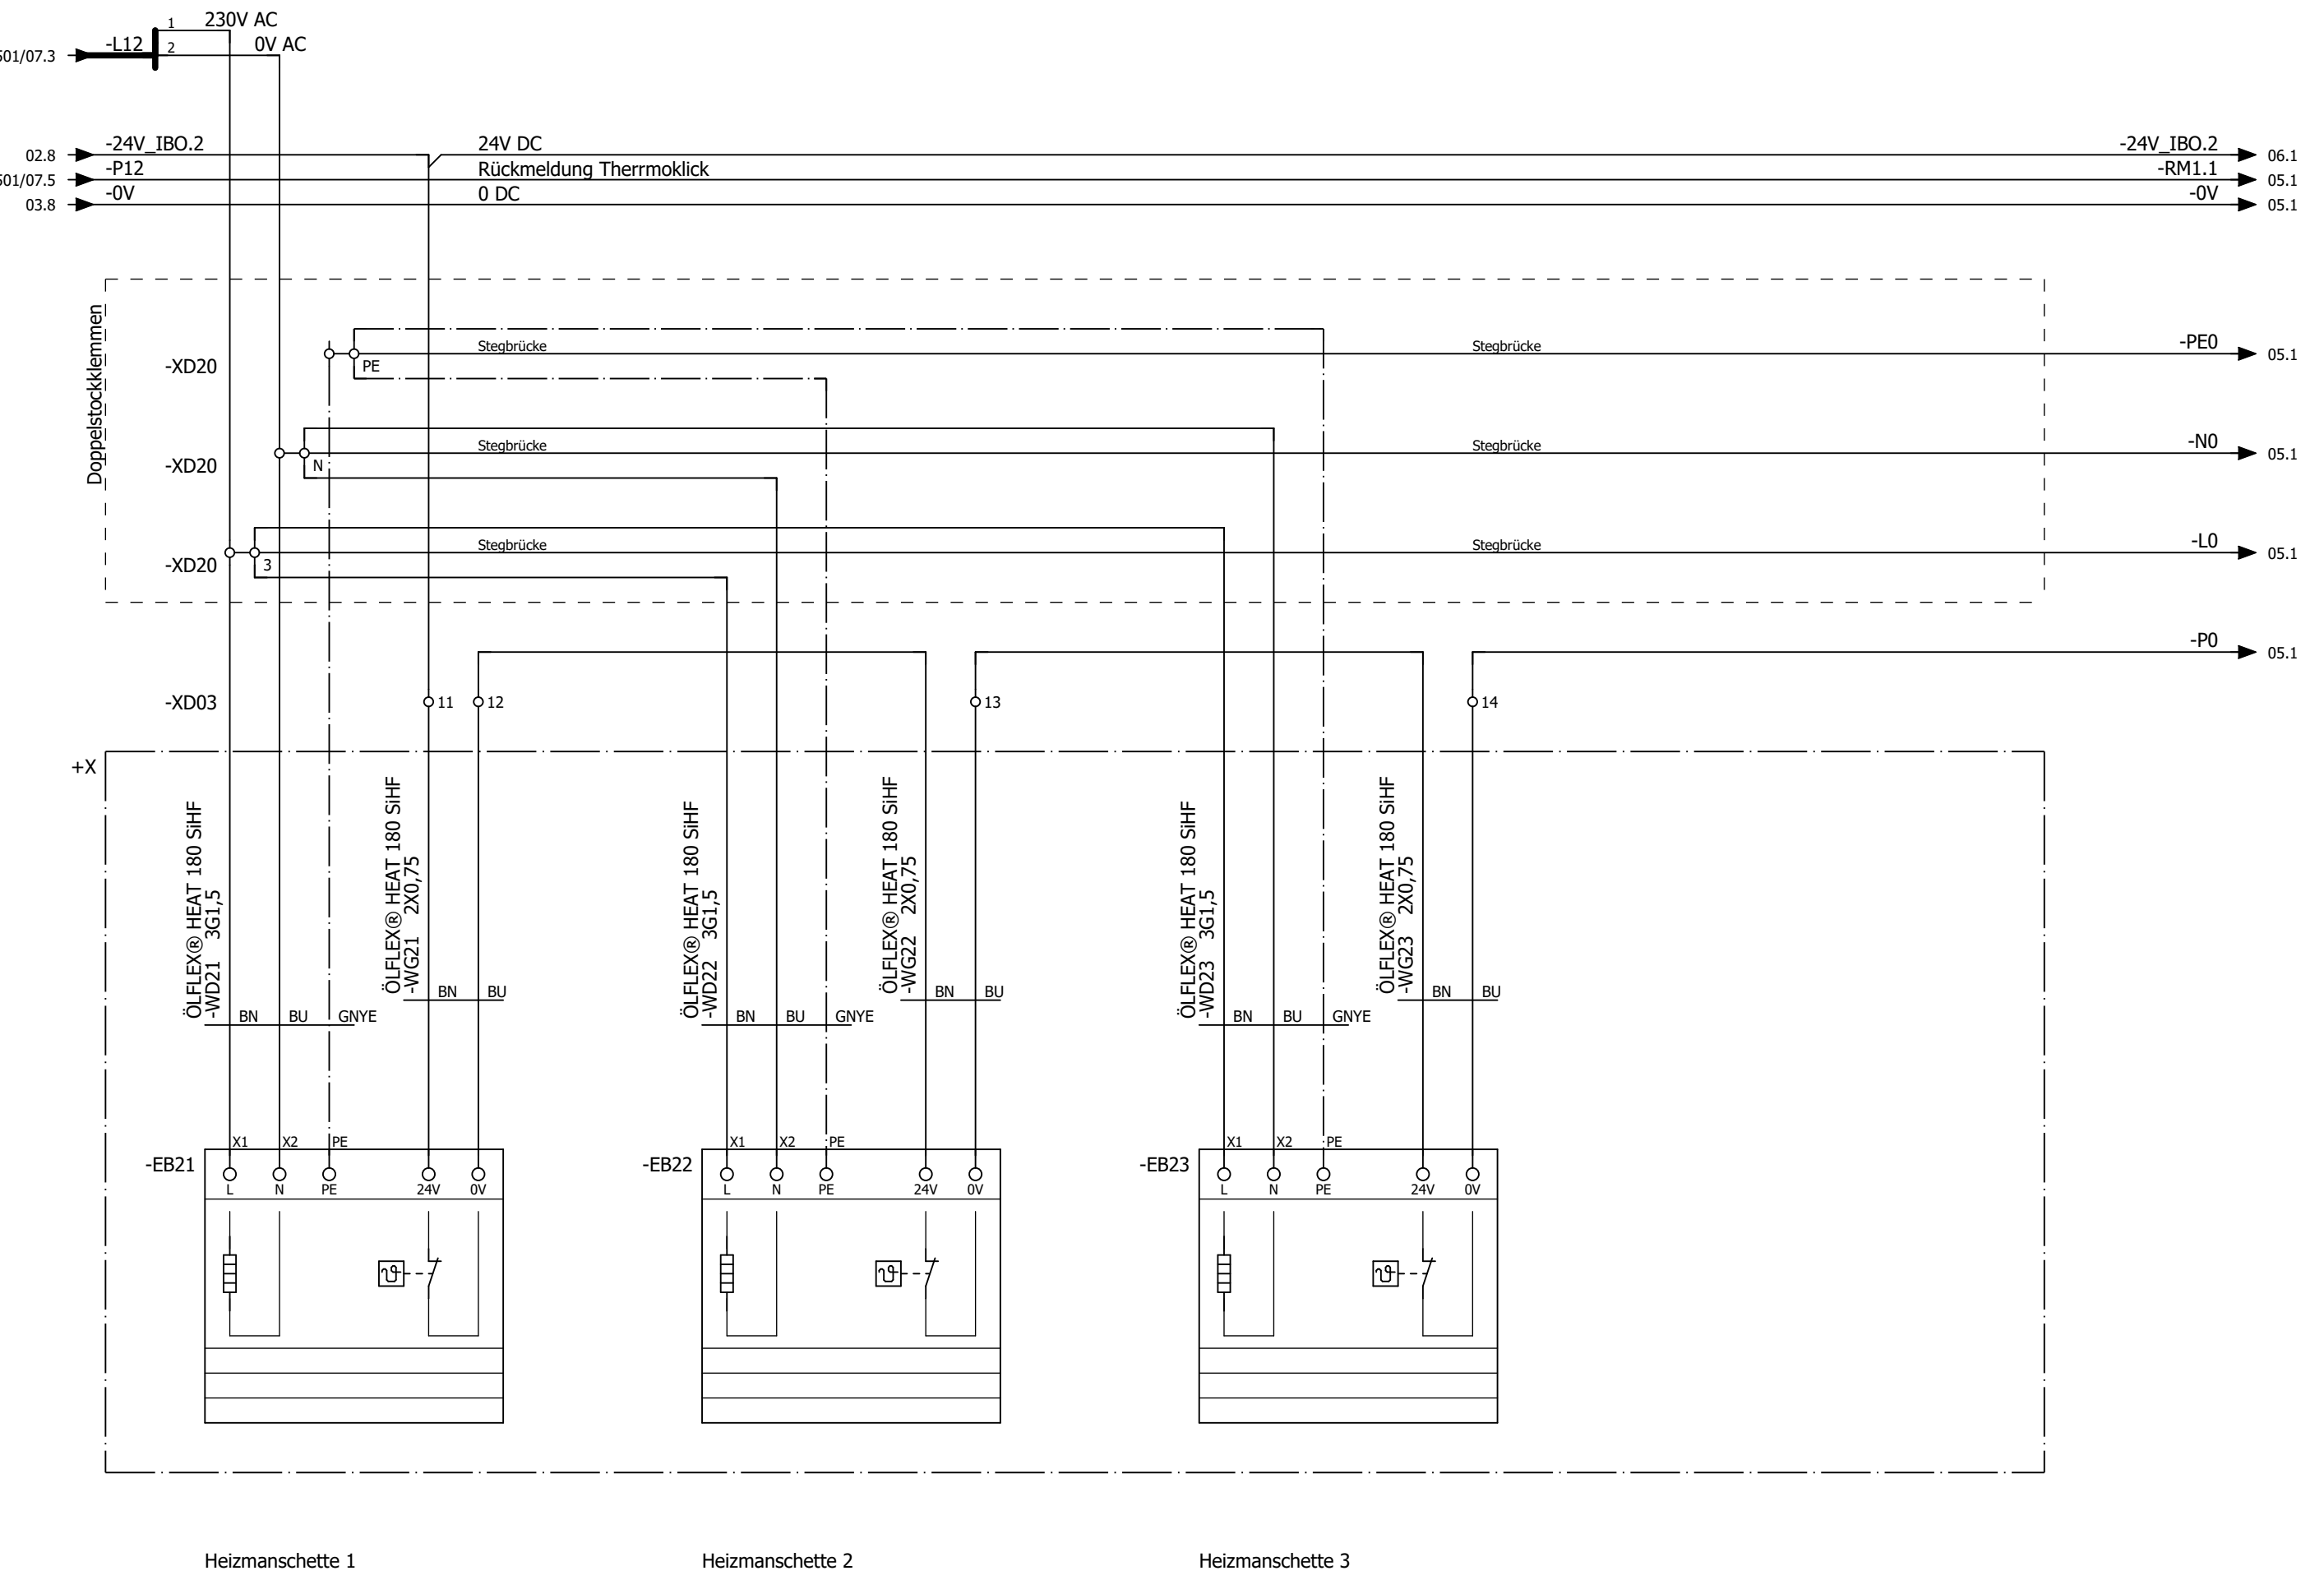 1 230V AC
-L12 2 0V AC
501/07.3
-24V_IBO.2 24V DC -24V_IBO.2
02.8 06.1
-P12 Rückmeldung Therrmoklick -RM1.1
501/07.5 05.1
-0V 0 DC -0V
03.8 05.1
Doppelstockklemmen
Stegbrücke Stegbrücke -PE0
05.1
-XD20 PE
Stegbrücke Stegbrücke -N0
05.1
-XD20 N
Stegbrücke Stegbrücke -L0
05.1
-XD20 3
-P0
05.1
-XD03 11 12 13 14
+X
ÖLFLEX® HEAT 180 SiHF
-WD21 3G1,5
ÖLFLEX® HEAT 180 SiHF
-WG21 2X0,75
ÖLFLEX® HEAT 180 SiHF
-WD22 3G1,5
ÖLFLEX® HEAT 180 SiHF
-WG22 2X0,75
ÖLFLEX® HEAT 180 SiHF
-WD23 3G1,5
ÖLFLEX® HEAT 180 SiHF
-WG23 2X0,75
BN BU BN BU BN BU
BN BU GNYE BN BU GNYE BN BU GNYE
X1 X2 PE X1 X2 PE X1 X2 PE
-EB21 -EB22 -EB23
L N PE 24V 0V L N PE 24V 0V L N PE 24V 0V
Heizmanschette 1 Heizmanschette 2 Heizmanschette 3